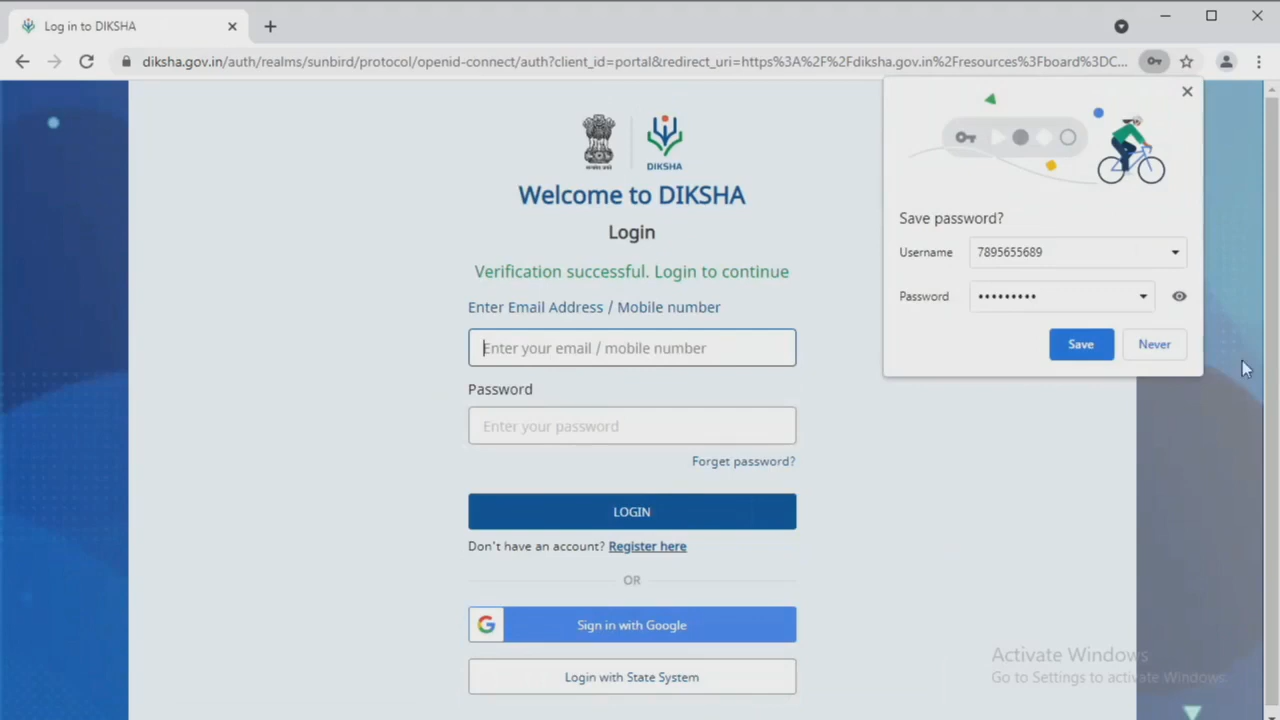 Log in to DIKSHA
diksha.gov.in/auth/realms/sunbird/protocol/openid-connect/auth?client_id=portal&redirect_uri=https%3A%2F%2Fdiksha.gov.in%2Fresources%3Fboard%3DC...
DIKSHA
Welcome to DIKSHA
Login
Verification successful. Login to continue
Enter Email Address / Mobile number
Enter your email / mobile number
Password
Enter your password
Forget password?
LOGIN
Don't have an account? Register here
OR
G Sign in with Google
Login with State System
Save password?
Username 7895655689
Password •••••••••
Save Never
Activate Windows
Go to Settings to activate Windows.